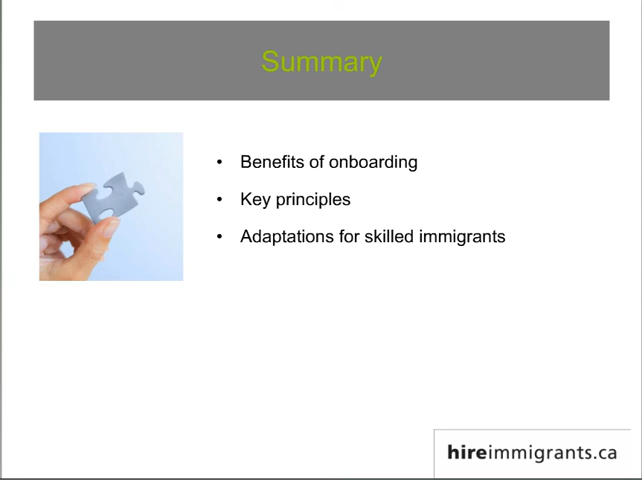 Summary
• Benefits of onboarding
• Key principles
• Adaptations for skilled immigrants
hireimmigrants.ca